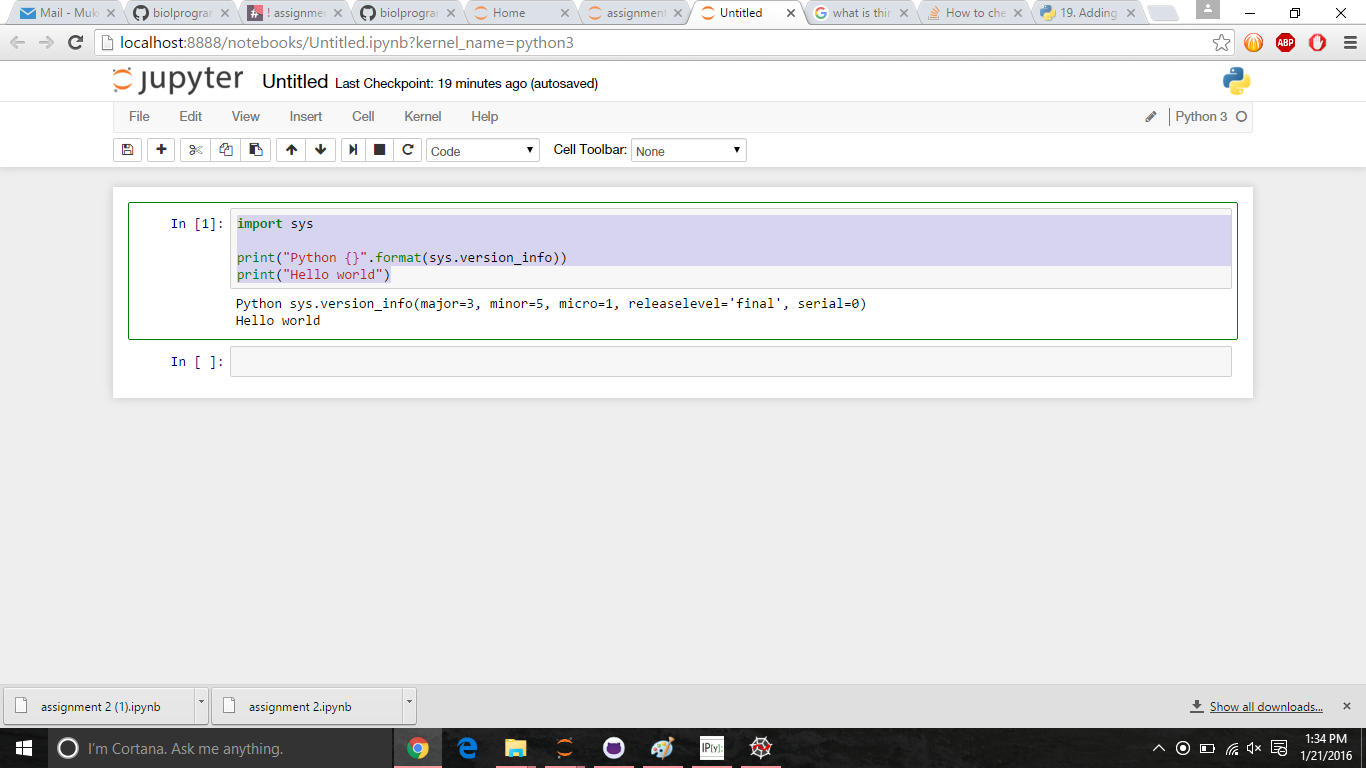 Mail - Muk
biolprogra
! assignme
biolprogra
Home
assignment
Untitled
what is thi
How to che
19. Adding
localhost:8888/notebooks/Untitled.ipynb?kernel_name=python3
ABP
jupyter Untitled Last Checkpoint: 19 minutes ago (autosaved)
File Edit View Insert Cell Kernel Help Python 3
Code Cell Toolbar: None
In [1]: import sys
print("Python {}".format(sys.version_info))
print("Hello world")
Python sys.version_info(major=3, minor=5, micro=1, releaselevel='final', serial=0)
Hello world
In [ ]:
assignment 2 (1).ipynb assignment 2.ipynb Show all downloads...
I'm Cortana. Ask me anything.
IP[y]:
1:34 PM
1/21/2016